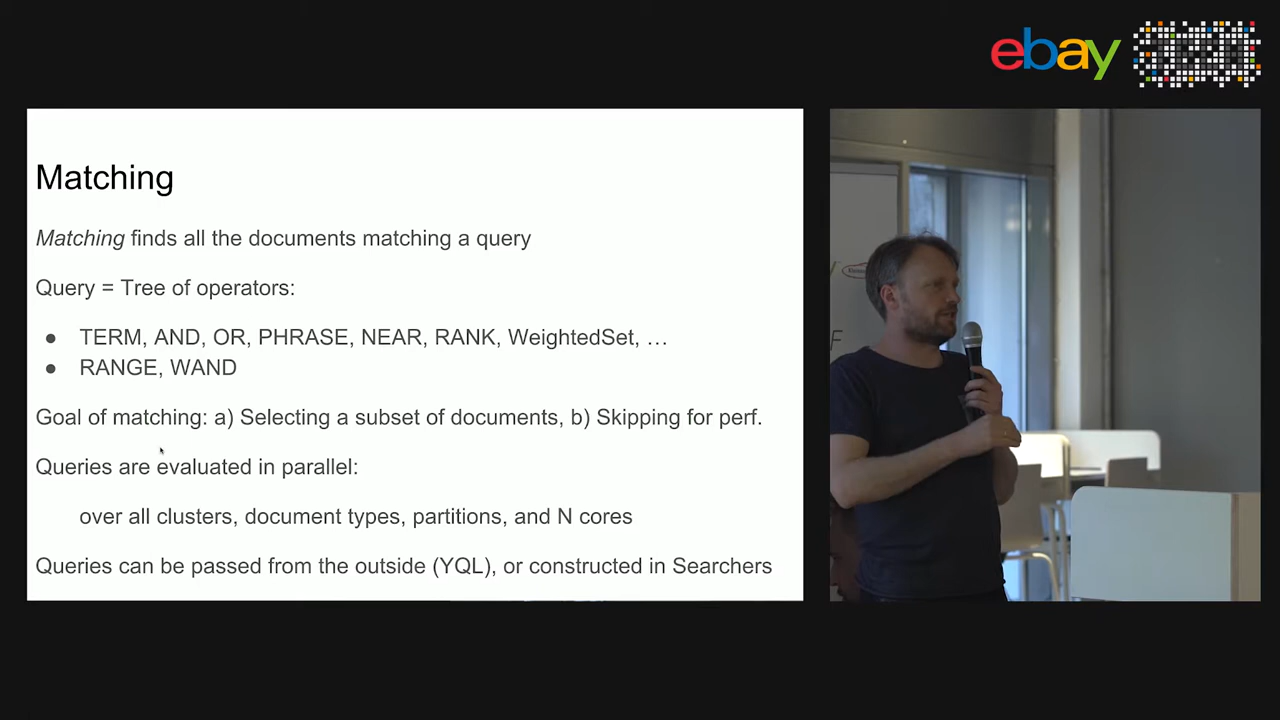 ebay
Matching
Matching finds all the documents matching a query
Query = Tree of operators:
● TERM, AND, OR, PHRASE, NEAR, RANK, WeightedSet, …
● RANGE, WAND
Goal of matching: a) Selecting a subset of documents, b) Skipping for perf.
Queries are evaluated in parallel:
over all clusters, document types, partitions, and N cores
Queries can be passed from the outside (YQL), or constructed in Searchers